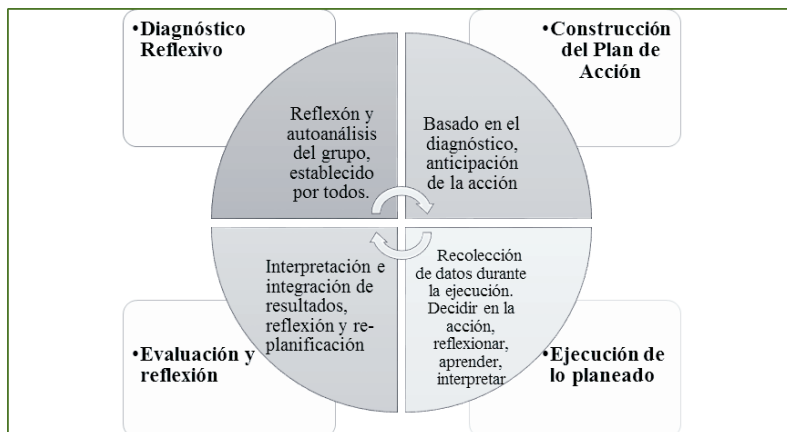 •Diagnóstico
Reflexivo
•Construcción
del Plan de
Acción
Reflexón y
autoanálisis
del grupo,
establecido
por todos.
Basado en el
diagnóstico,
anticipación
de la acción
Interpretación e
integración de
resultados,
reflexión y re-
planificación
Recolección
de datos durante
la ejecución.
Decidir en la
acción,
reflexionar,
aprender,
interpretar
•Evaluación y
reflexión
•Ejecución de
lo planeado